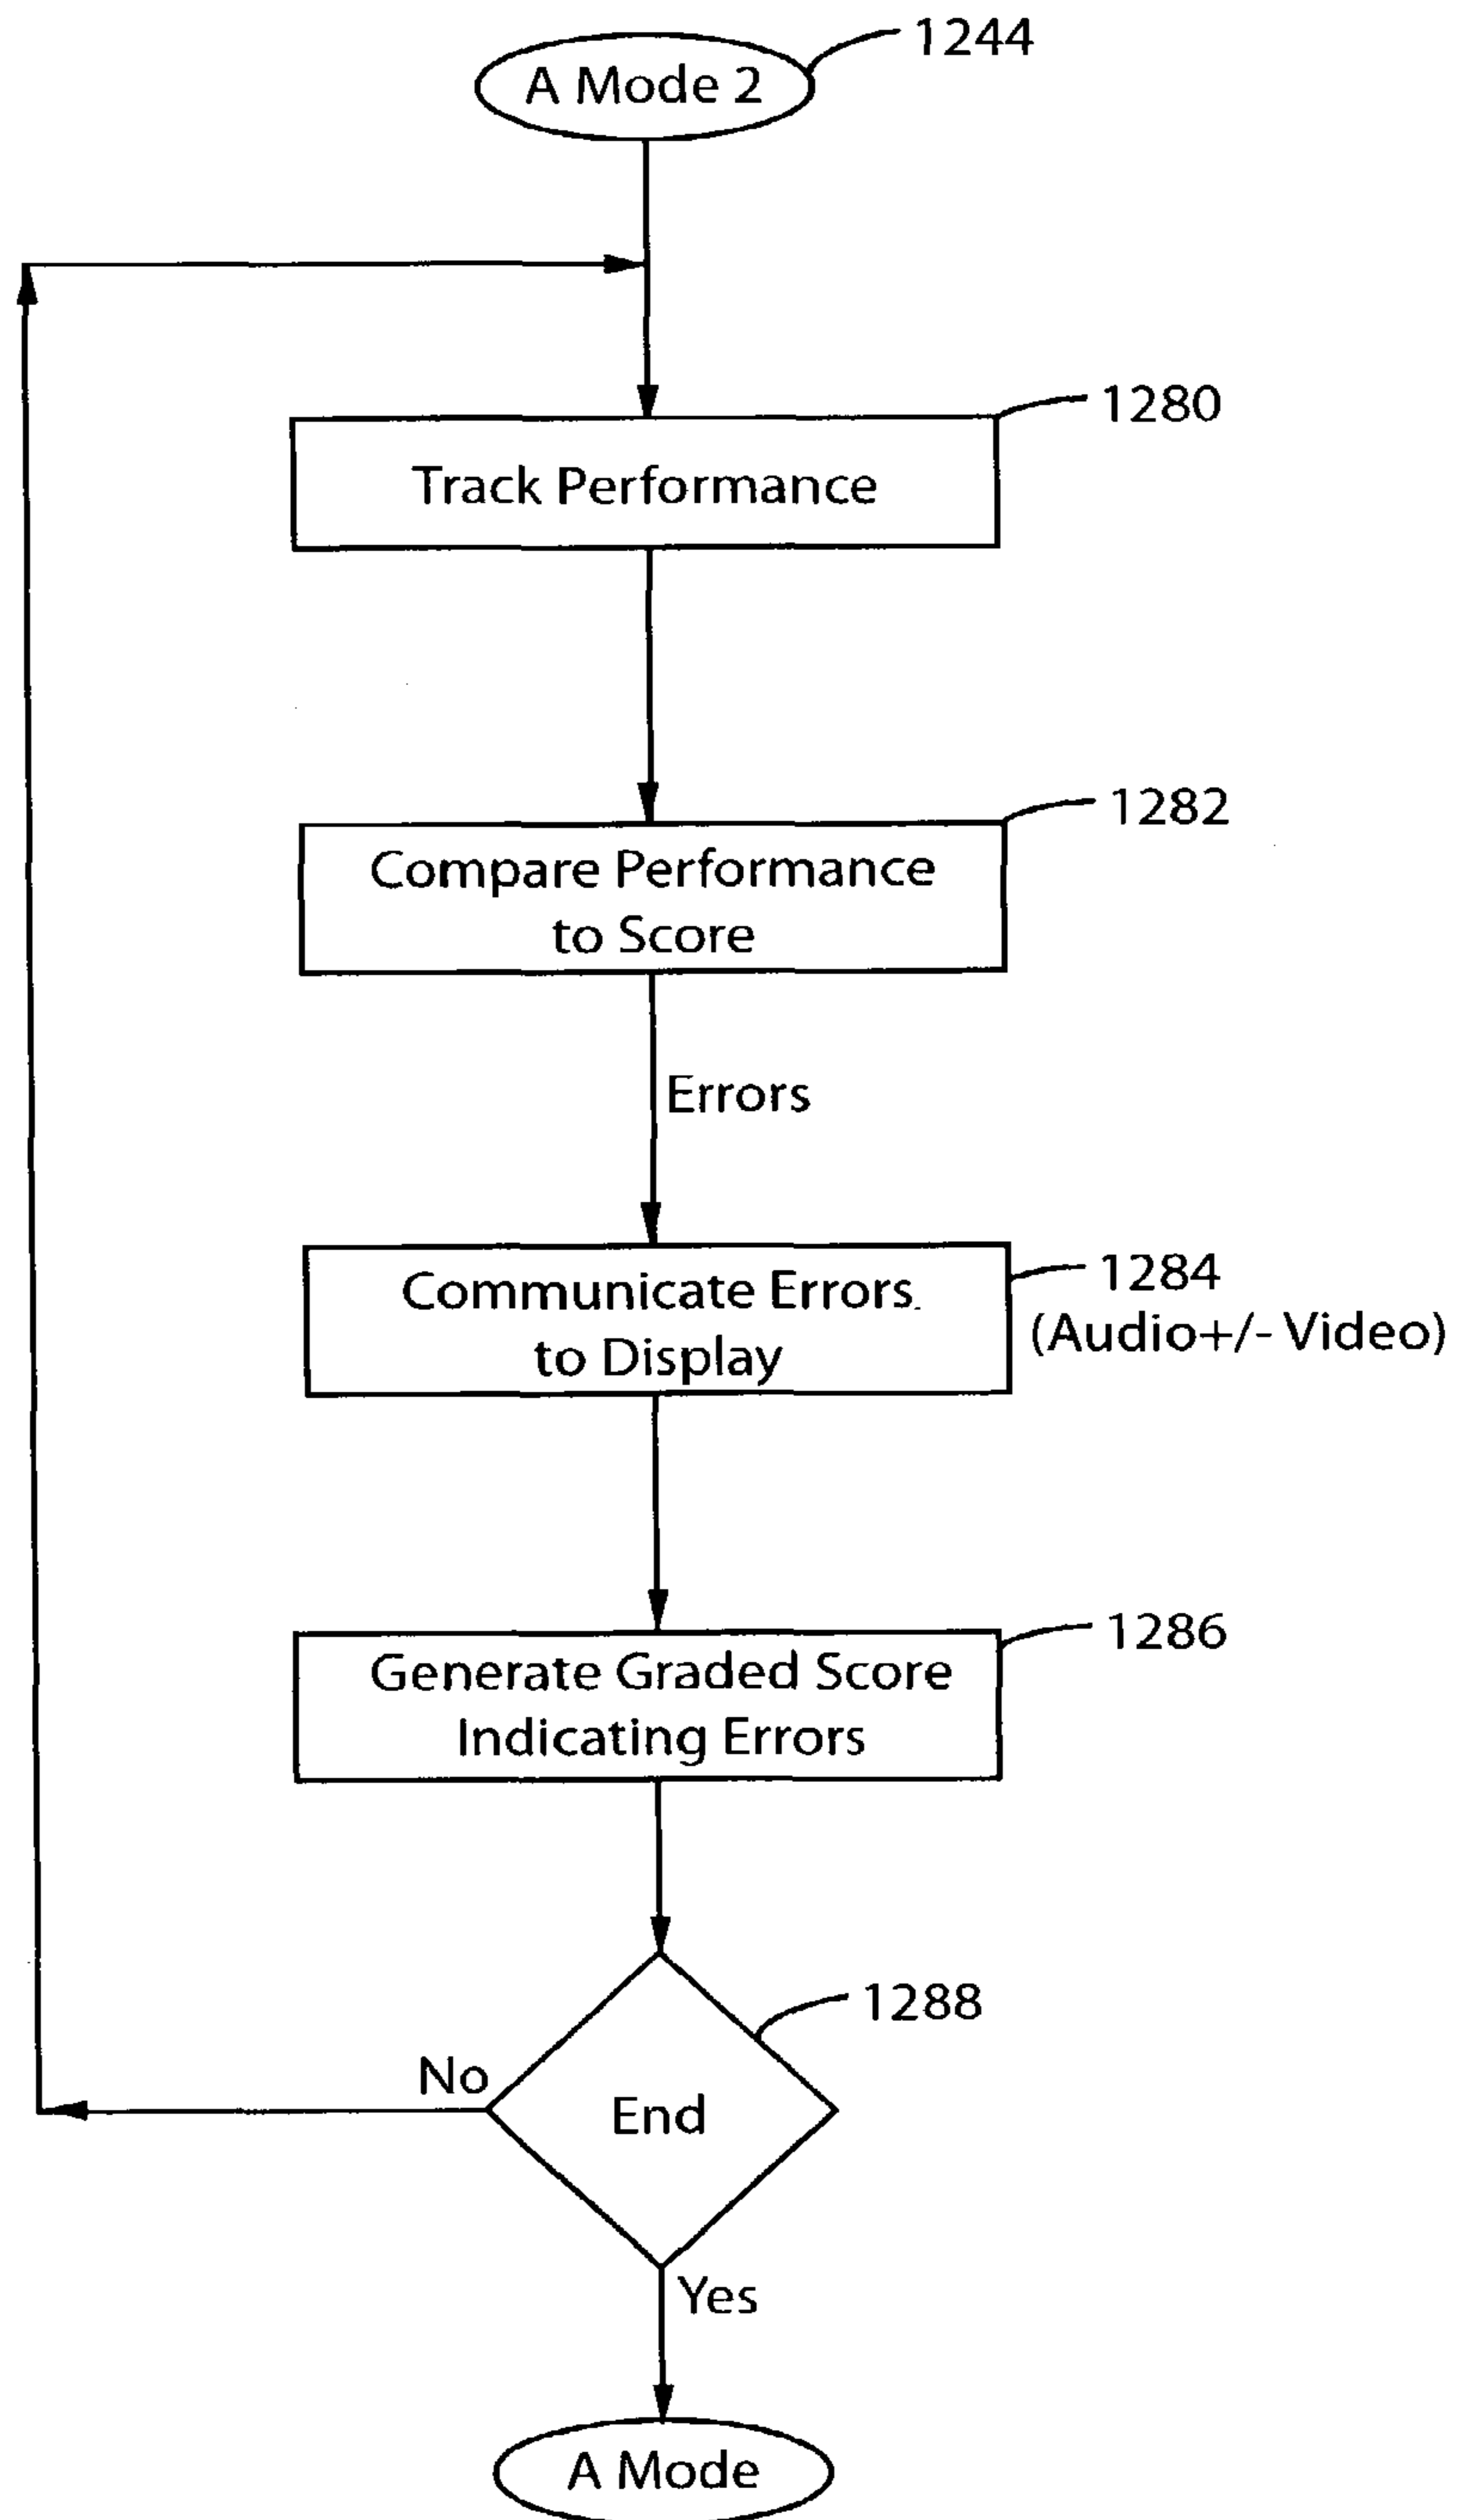 1244
A Mode 2
1280
Track Performance
1282
Compare Performance
to Score
Errors
Communicate Errors
to Display
1284
(Audio+/- Video)
1286
Generate Graded Score
Indicating Errors
1288
No
End
Yes
A Mode